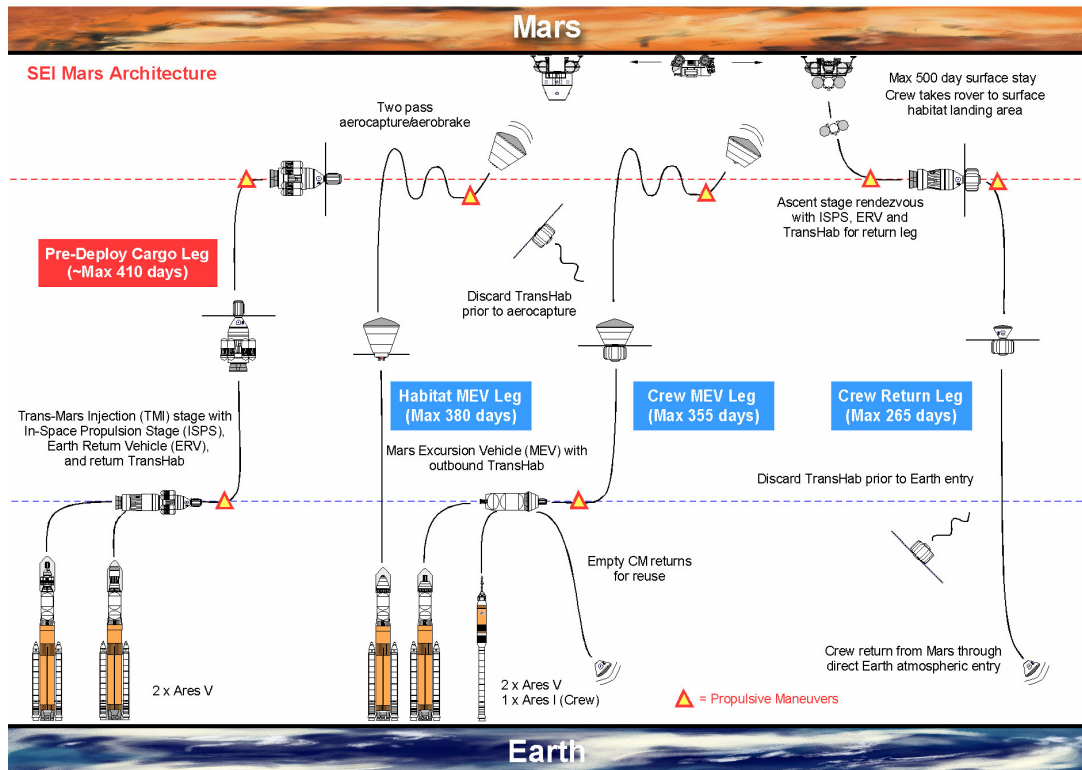 Mars
SEI Mars Architecture
Two pass
aerocapture/aerobrake
Max 500 day surface stay
Crew takes rover to surface
habitat landing area
Ascent stage rendezvous
with ISPS, ERV and
TransHab for return leg
Pre-Deploy Cargo Leg
(~Max 410 days)
Discard TransHab
prior to aerocapture
Habitat MEV Leg
(Max 380 days)
Crew MEV Leg
(Max 355 days)
Crew Return Leg
(Max 265 days)
Trans-Mars Injection (TMI) stage with
In-Space Propulsion Stage (ISPS),
Earth Return Vehicle (ERV),
and return TransHab
Mars Excursion Vehicle (MEV) with
outbound TransHab
Discard TransHab prior to Earth entry
Empty CM returns
for reuse
Crew return from Mars through
direct Earth atmospheric entry
2 x Ares V
2 x Ares V
1 x Ares I (Crew)
= Propulsive Maneuvers
Earth